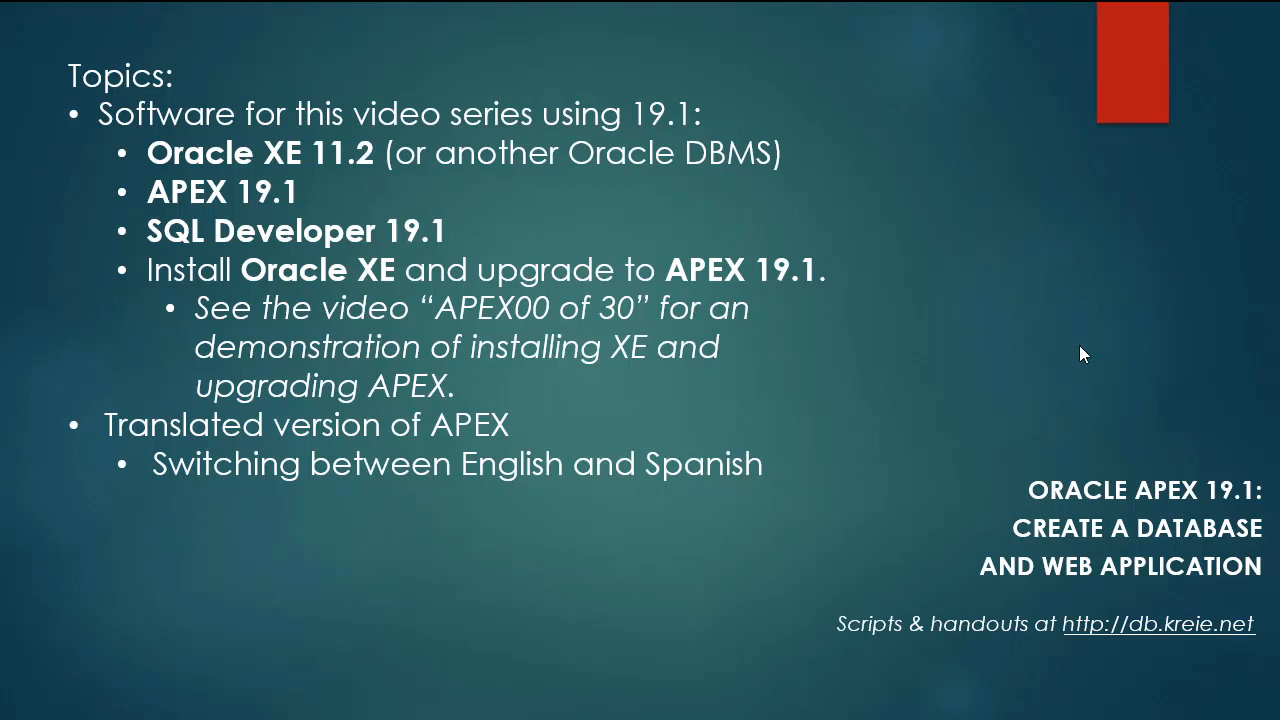 Topics:
• Software for this video series using 19.1:
• Oracle XE 11.2 (or another Oracle DBMS)
• APEX 19.1
• SQL Developer 19.1
• Install Oracle XE and upgrade to APEX 19.1.
• See the video “APEX00 of 30” for an
demonstration of installing XE and
upgrading APEX.
• Translated version of APEX
• Switching between English and Spanish
ORACLE APEX 19.1:
CREATE A DATABASE
AND WEB APPLICATION
Scripts & handouts at http://db.kreie.net